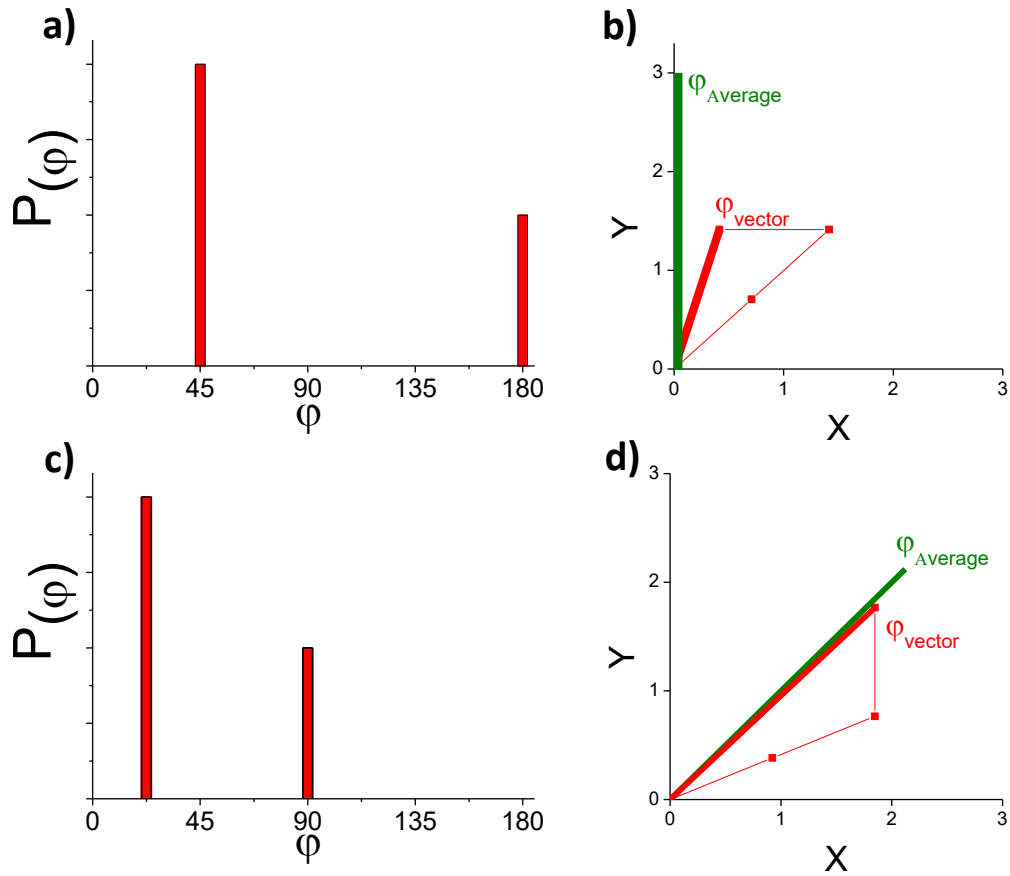 a)
P(φ)
0 45 90 135 180
φ
b)
3
2
1
0
Y
φAverage
φvector
0 1 2 3
X
c)
P(φ)
0 45 90 135 180
φ
d)
3
2
1
0
Y
φAverage
φvector
0 1 2 3
X